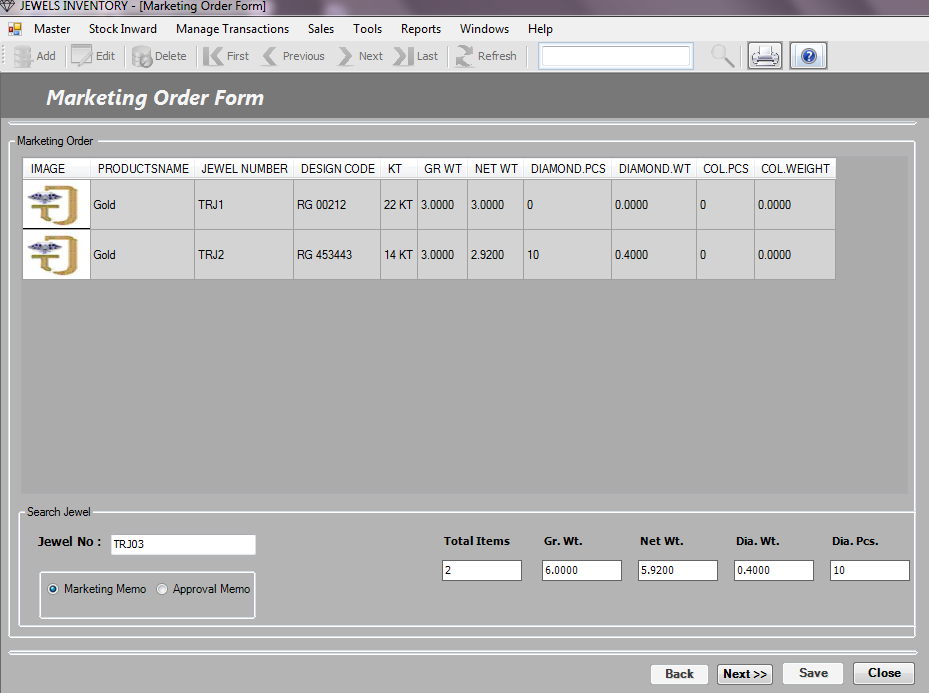 JEWELS INVENTORY - [Marketing Order Form]
Master Stock Inward Manage Transactions Sales Tools Reports Windows Help
Add Edit Delete First Previous Next Last Refresh
Marketing Order Form
Marketing Order
IMAGE PRODUCTSNAME JEWEL NUMBER DESIGN CODE KT GR WT NET WT DIAMOND.PCS DIAMOND.WT COL.PCS COL.WEIGHT
Gold TRJ1 RG 00212 22 KT 3.0000 3.0000 0 0.0000 0 0.0000
Gold TRJ2 RG 453443 14 KT 3.0000 2.9200 10 0.4000 0 0.0000
Search Jewel
Jewel No : TRJ03
Total Items Gr. Wt. Net Wt. Dia. Wt. Dia. Pcs.
2 6.0000 5.9200 0.4000 10
Marketing Memo Approval Memo
Back Next >> Save Close